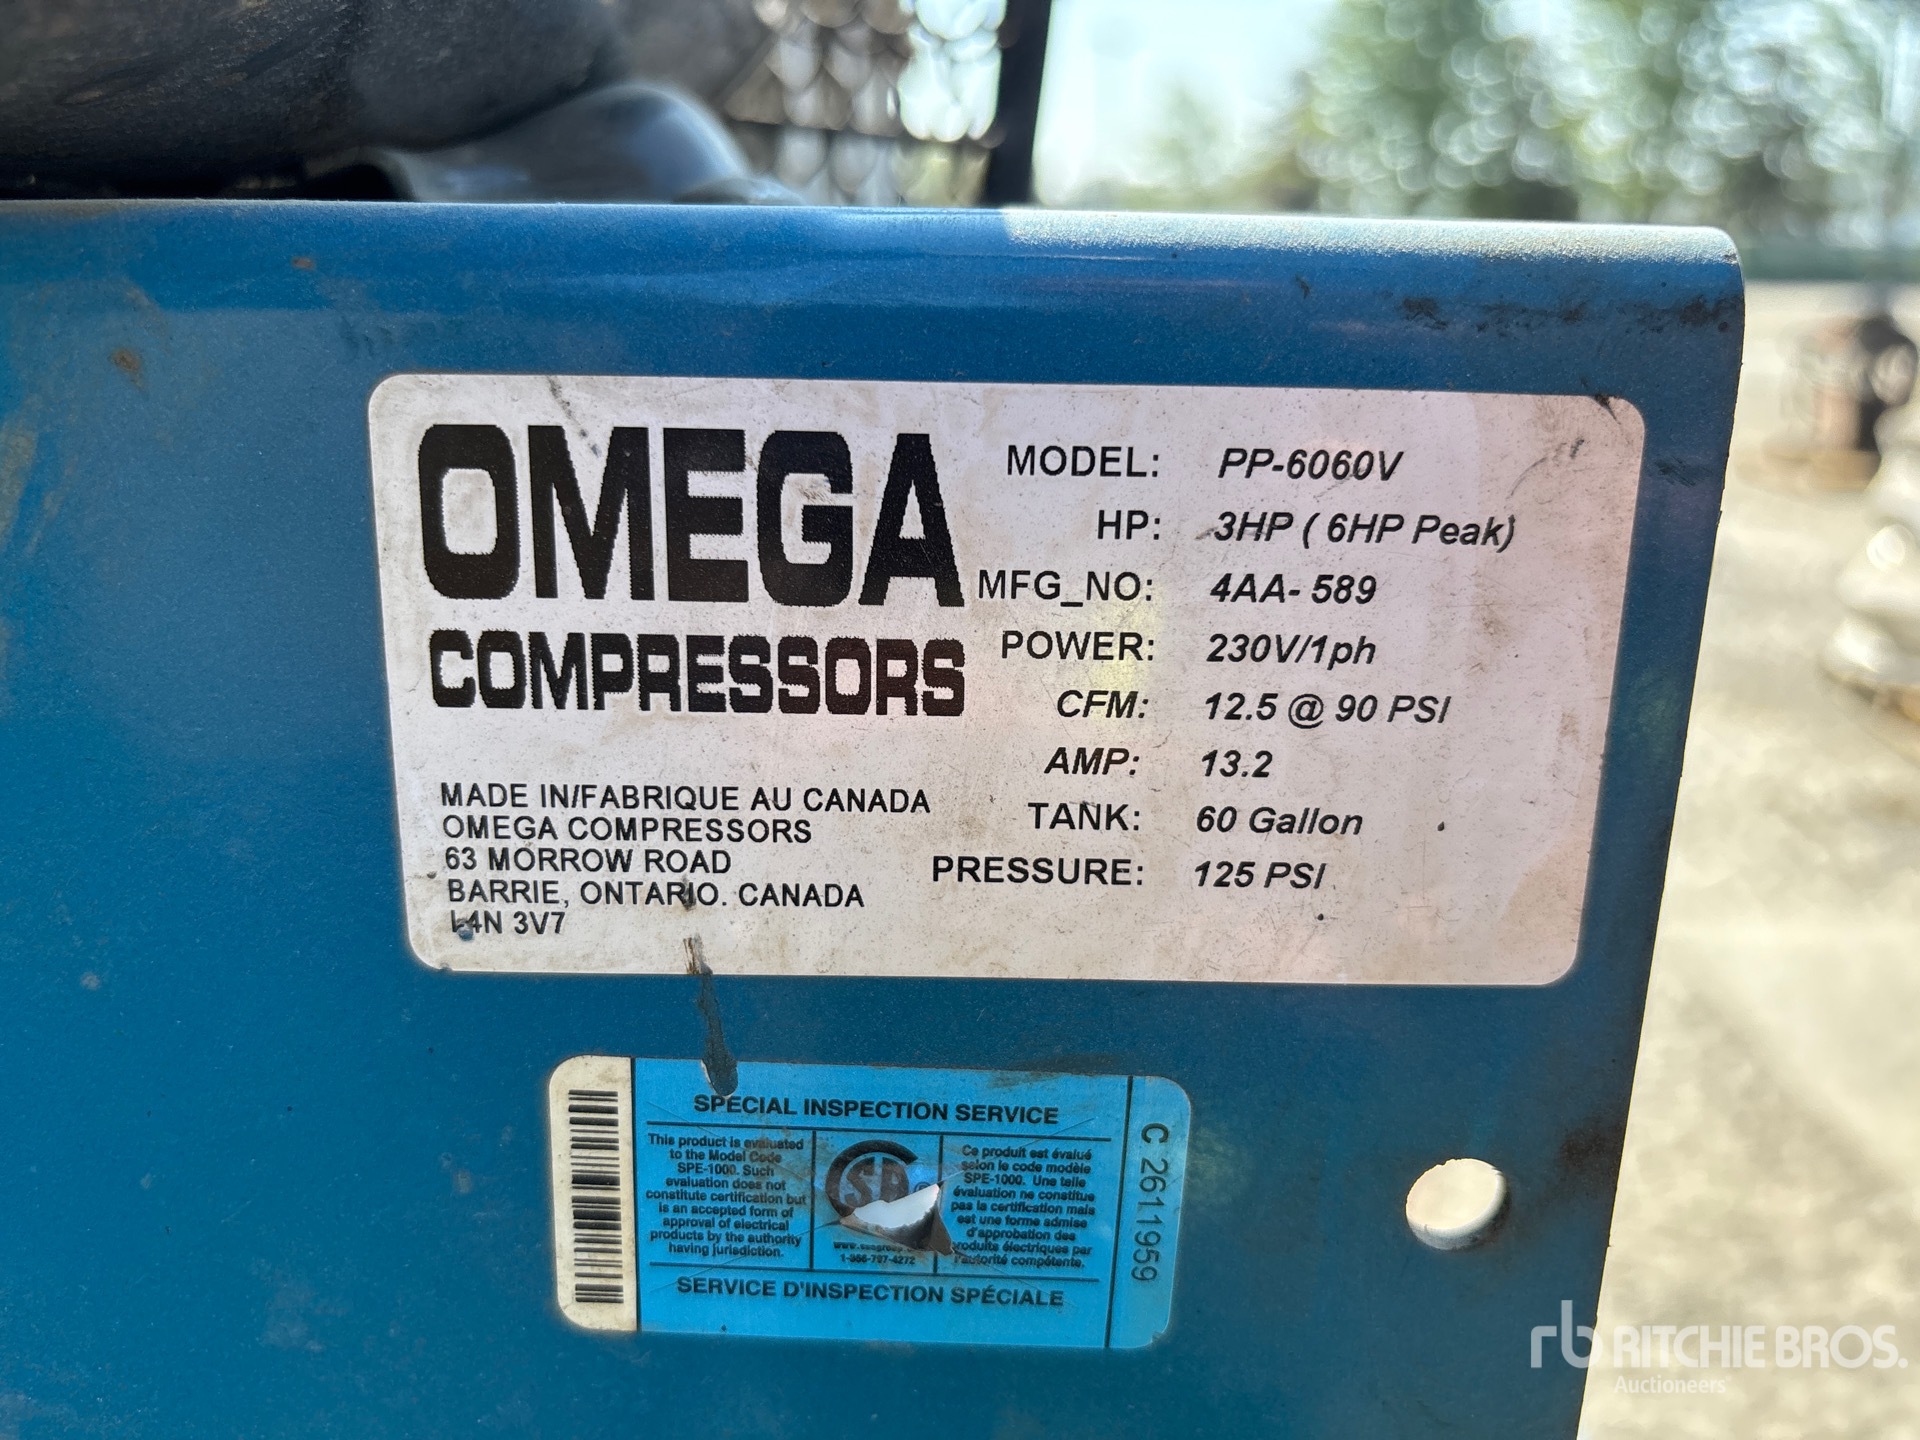 OMEGA
COMPRESSORS
MADE IN/FABRIQUE AU CANADA
OMEGA COMPRESSORS
63 MORROW ROAD
BARRIE, ONTARIO. CANADA
L4N 3V7
MODEL: PP-6060V
HP: 3HP ( 6HP Peak)
MFG_NO: 4AA- 589
POWER: 230V/1ph
CFM: 12.5 @ 90 PSI
AMP: 13.2
TANK: 60 Gallon
PRESSURE: 125 PSI
SPECIAL INSPECTION SERVICE
This product is evaluated
to the Model Code
SPE-1000. Such
evaluation does not
constitute certification but
is an accepted form of
approval of electrical
products by the authority
having jurisdiction.
1-866-797-4272
Ce produit est évalué
selon le code modèle
SPE-1000. Une telle
évaluation ne constitue
pas la certification mais
est une forme admise
d'approbation des
produits électriques par
l'autorité compétente.
SERVICE D'INSPECTION SPÉCIALE
C 2611959
rb RITCHIE BROS.
Auctioneers